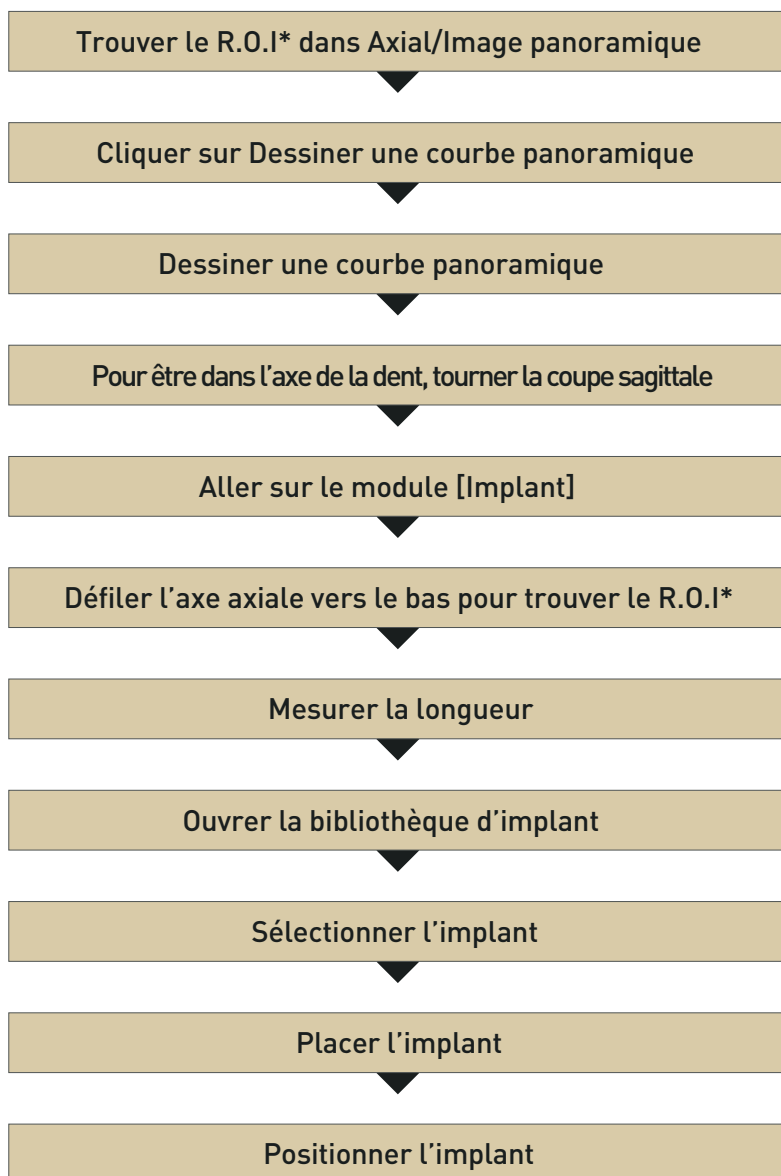 Trouver le R.O.I* dans Axial/Image panoramique
Cliquer sur Dessiner une courbe panoramique
Dessiner une courbe panoramique
Pour être dans l’axe de la dent, tourner la coupe sagittale
Aller sur le module [Implant]
Défiler l’axe axiale vers le bas pour trouver le R.O.I*
Mesurer la longueur
Ouvrer la bibliothèque d’implant
Sélectionner l’implant
Placer l’implant
Positionner l’implant